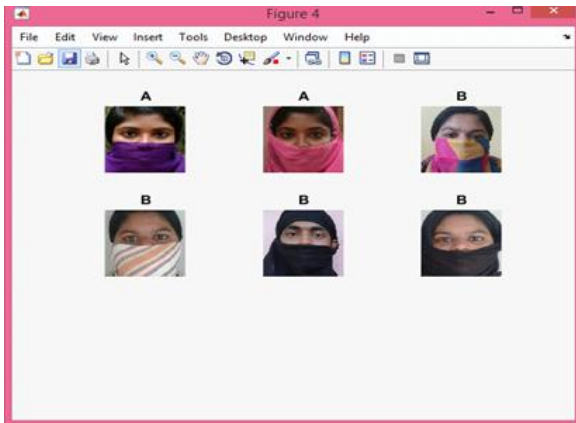 Figure 4
File Edit View Insert Tools Desktop Window Help
A A B
B B B